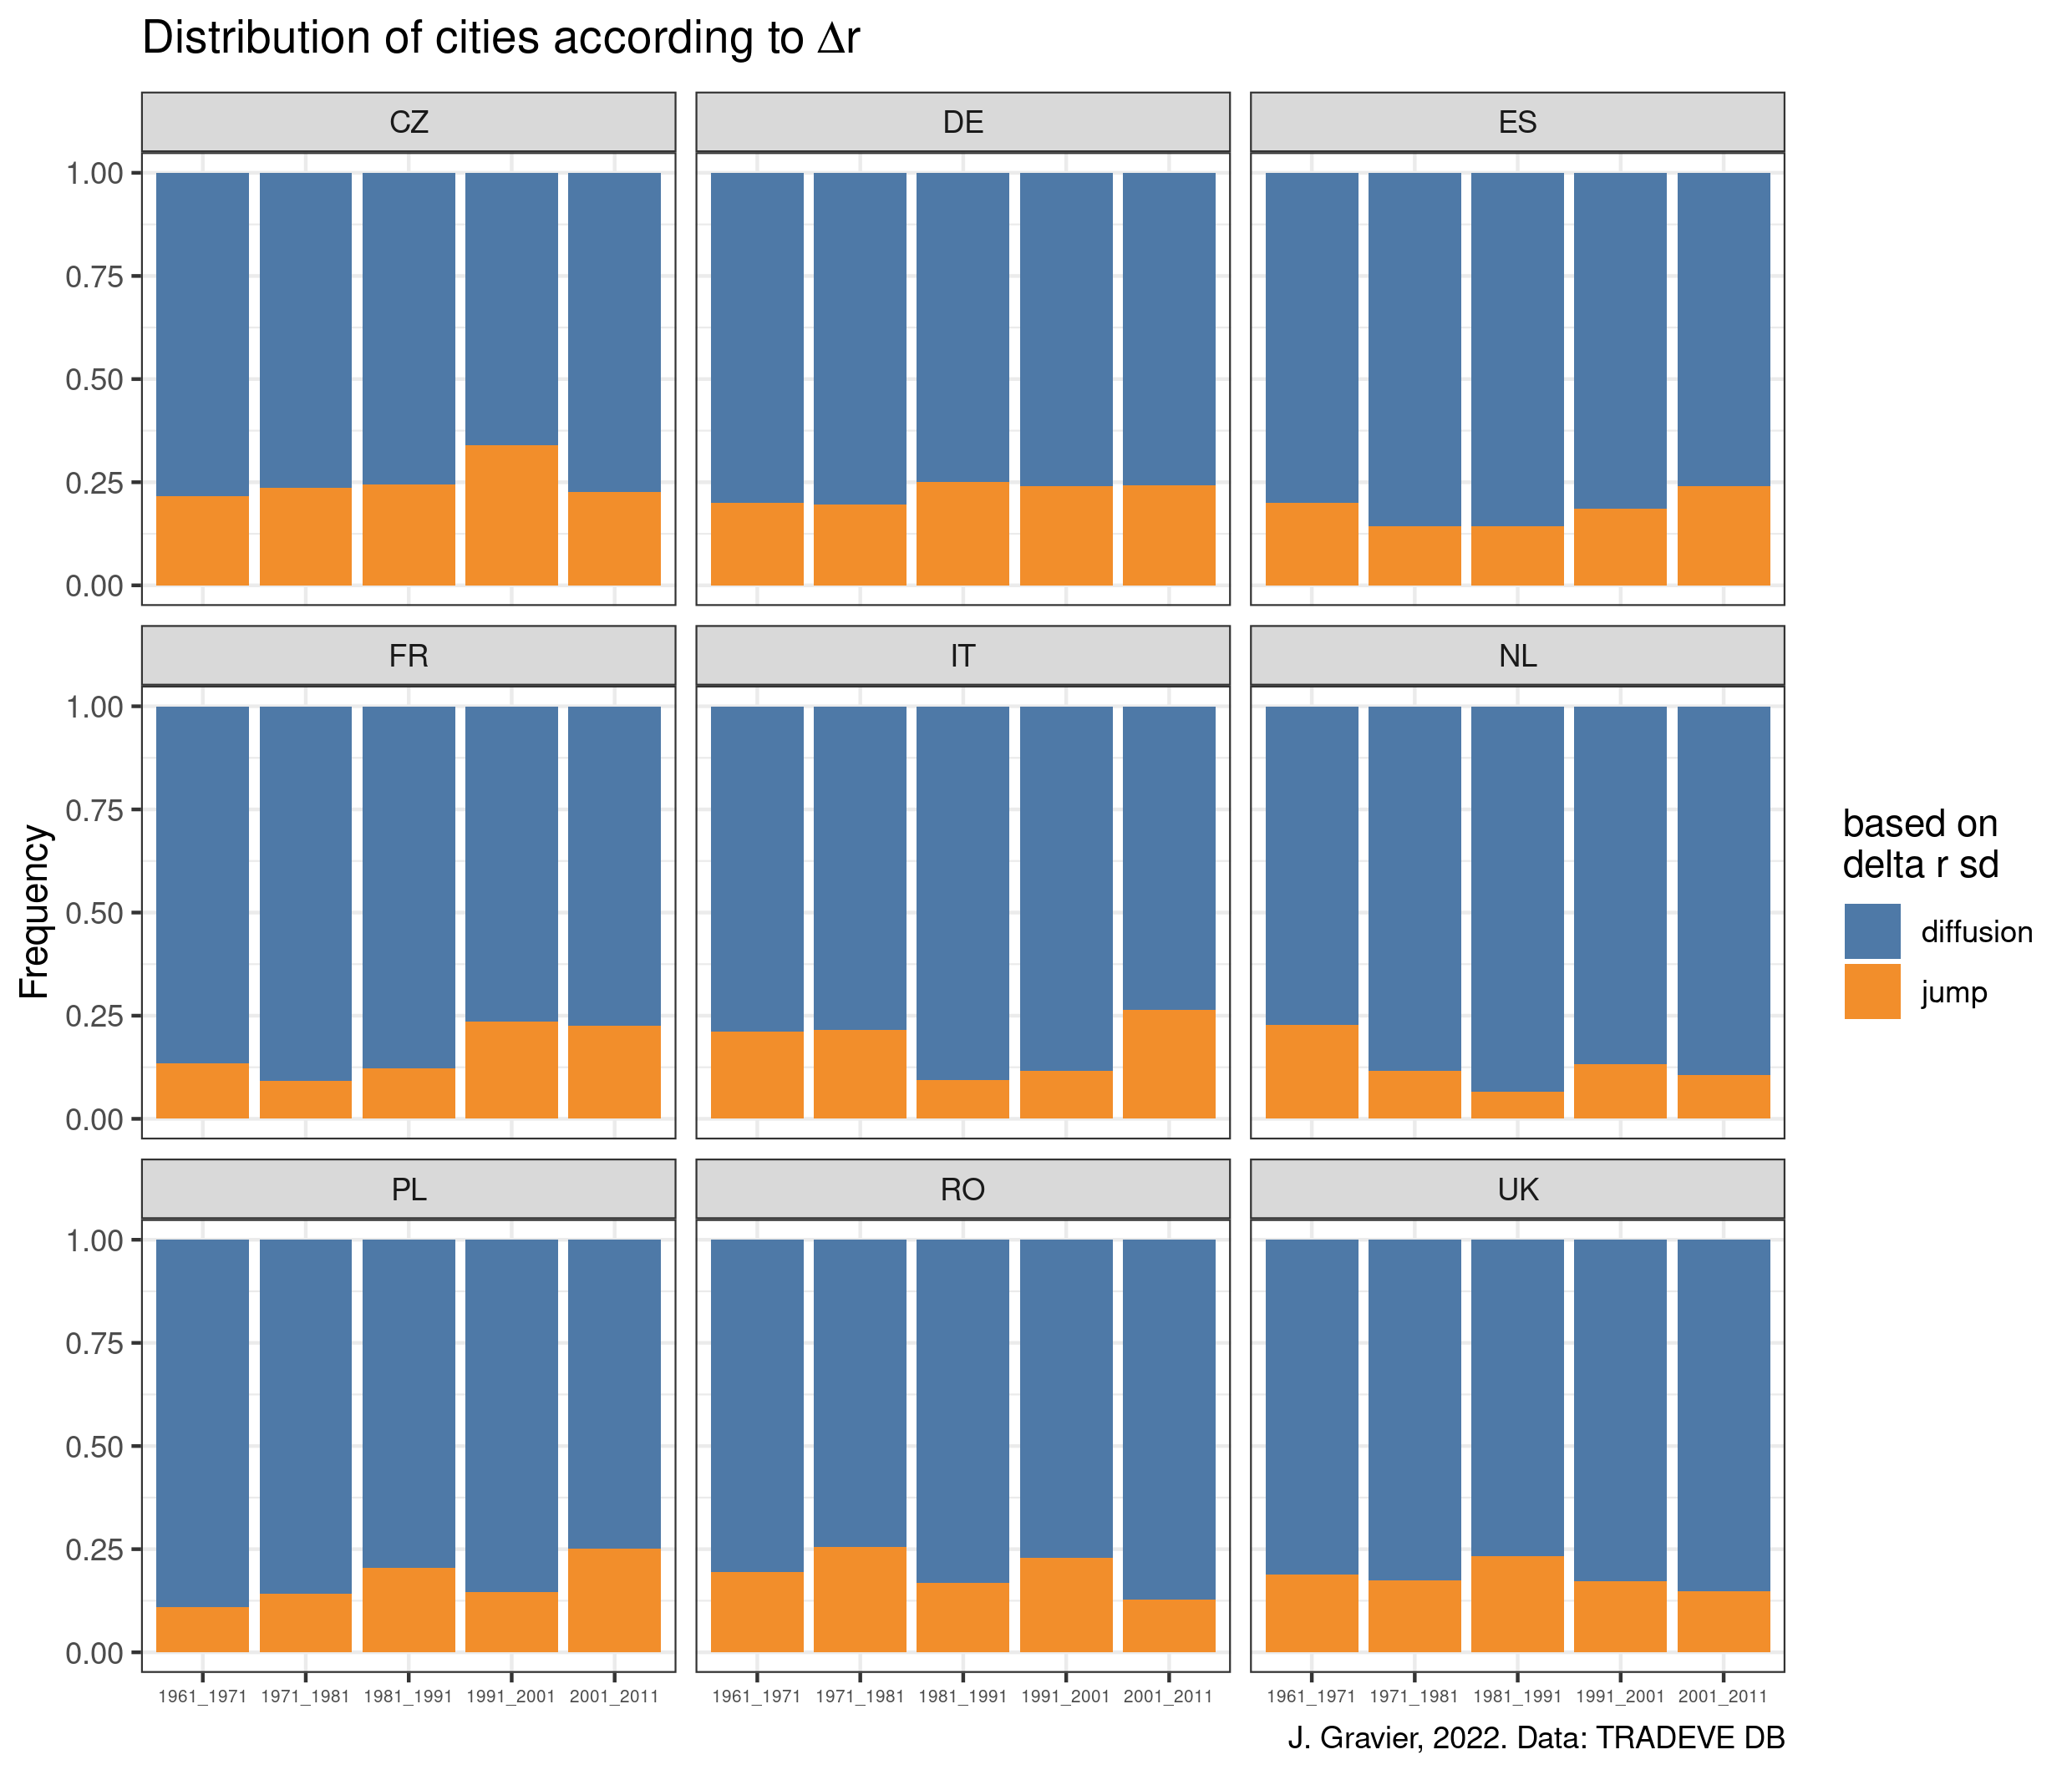 Distribution of cities according to Δr
CZ
DE
ES
1.00
0.75
0.50
0.25
0.00
FR
IT
NL
1.00
0.75
0.50
0.25
0.00
PL
RO
UK
1.00
0.75
0.50
0.25
0.00
Frequency
1961_1971 1971_1981 1981_1991 1991_2001 2001_2011
1961_1971 1971_1981 1981_1991 1991_2001 2001_2011
1961_1971 1971_1981 1981_1991 1991_2001 2001_2011
based on
delta r sd
diffusion
jump
J. Gravier, 2022. Data: TRADEVE DB